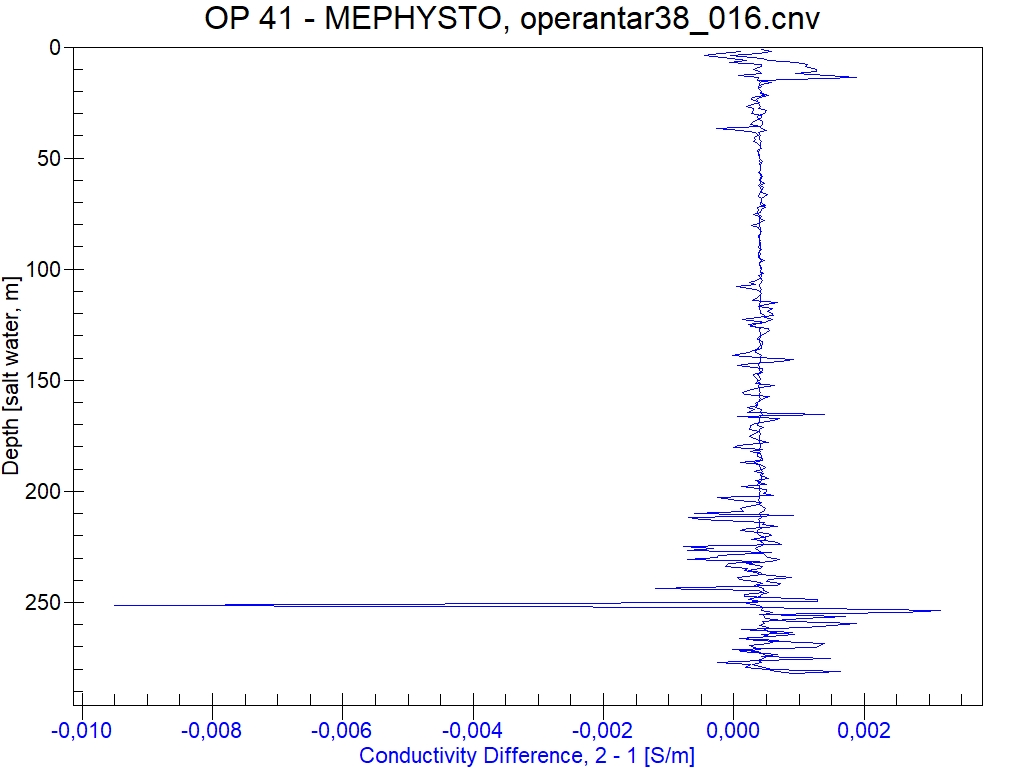 OP 41 - MEPHYSTO, operantar38_016.cnv
0
50
100
150
200
250
Depth [salt water, m]
-0,010 -0,008 -0,006 -0,004 -0,002 0,000 0,002
Conductivity Difference, 2 - 1 [S/m]